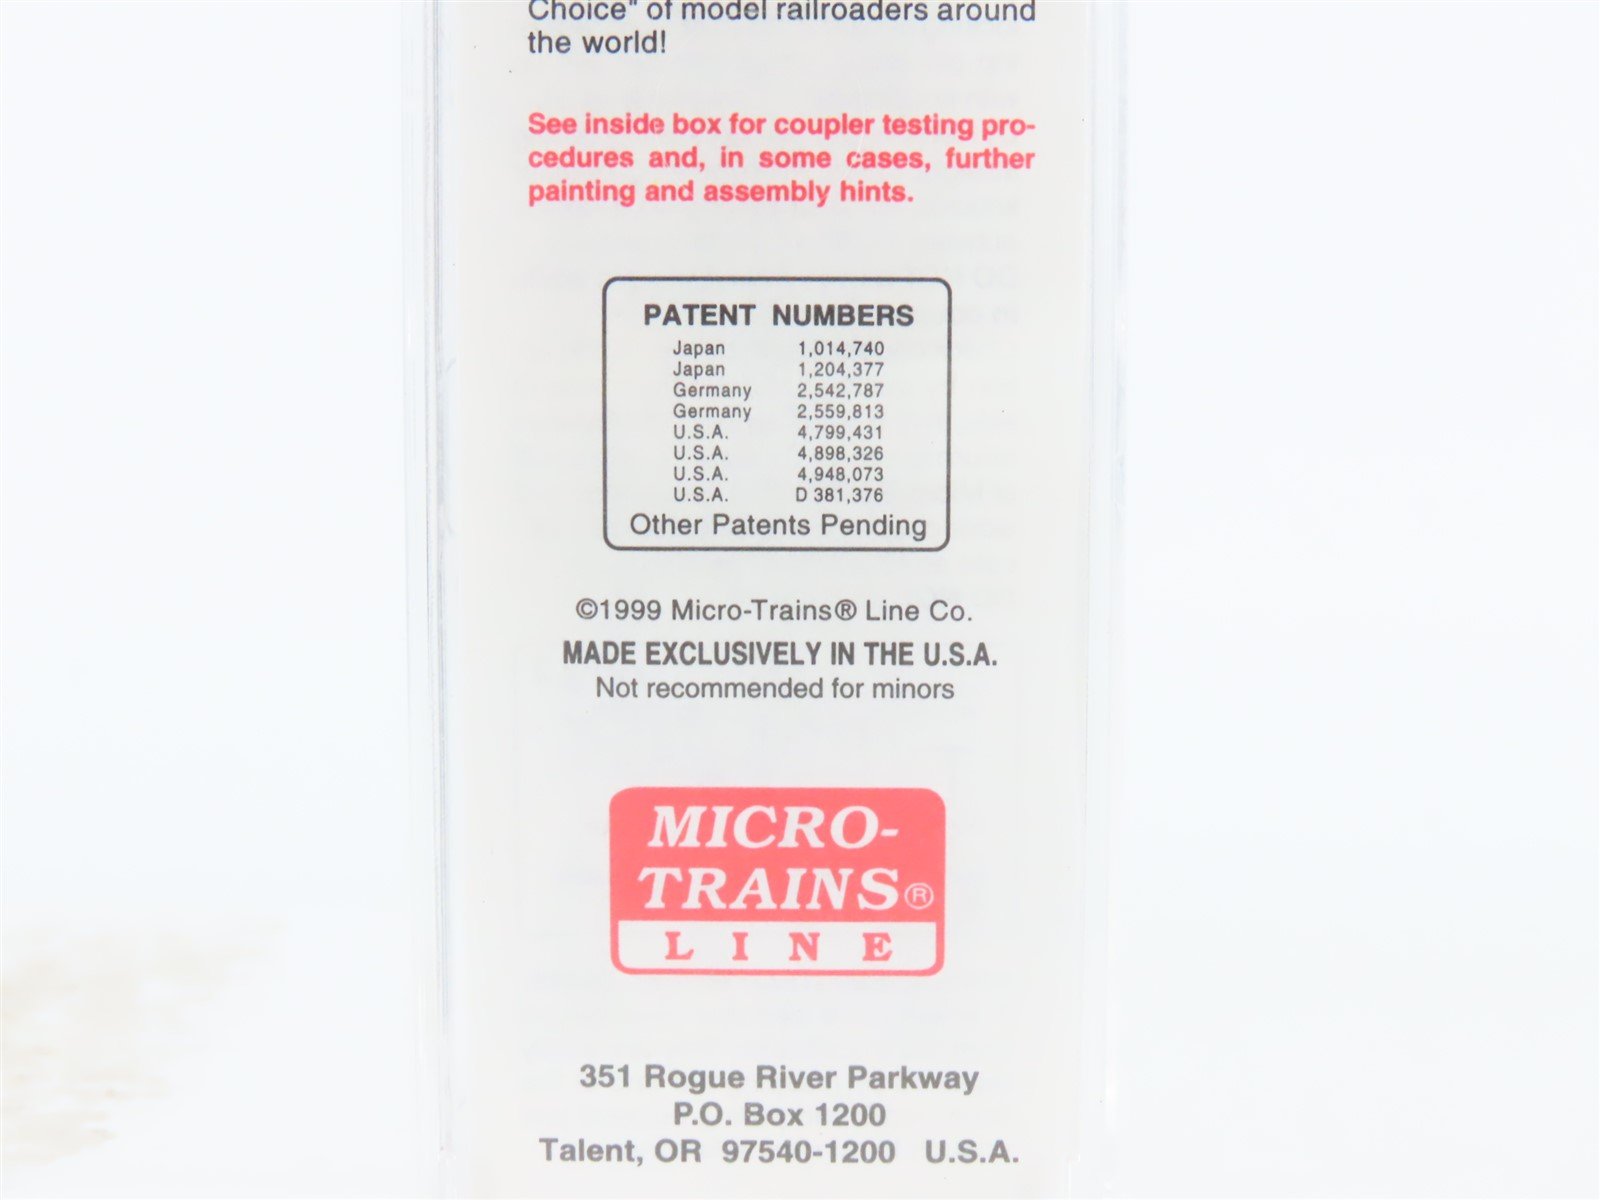 Choice" of model railroaders around
the world!
See inside box for coupler testing pro-
cedures and, in some cases, further
painting and assembly hints.
PATENT NUMBERS
Japan 1,014,740
Japan 1,204,377
Germany 2,542,787
Germany 2,559,813
U.S.A. 4,799,431
U.S.A. 4,898,326
U.S.A. 4,948,073
U.S.A. D 381,376
Other Patents Pending
©1999 Micro-Trains® Line Co.
MADE EXCLUSIVELY IN THE U.S.A.
Not recommended for minors
MICRO-
TRAINS®
LINE
351 Rogue River Parkway
P.O. Box 1200
Talent, OR 97540-1200 U.S.A.